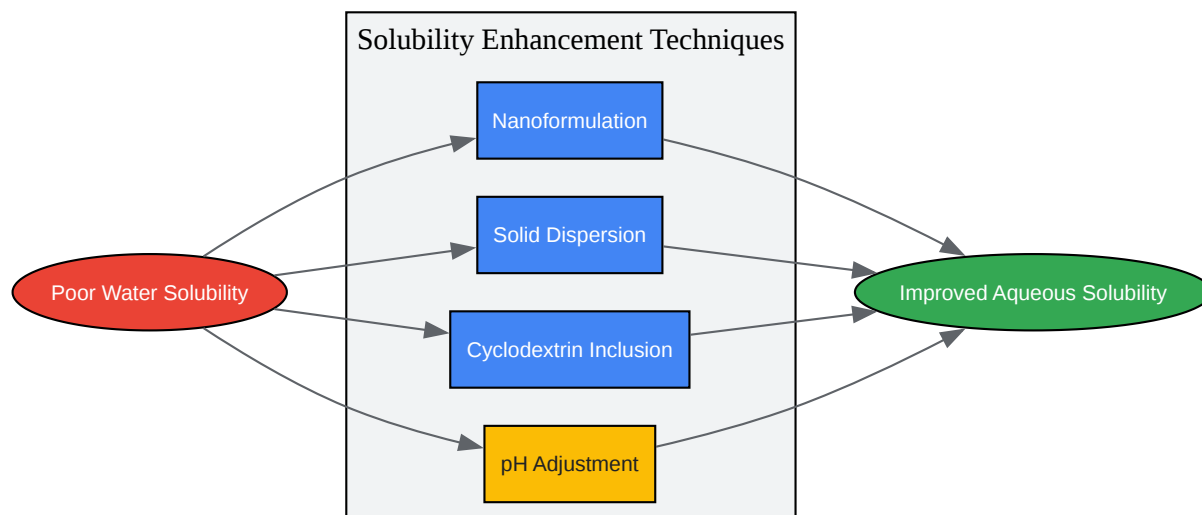 Solubility Enhancement Techniques
Nanoformulation
Solid Dispersion
Poor Water Solubility
Improved Aqueous Solubility
Cyclodextrin Inclusion
pH Adjustment